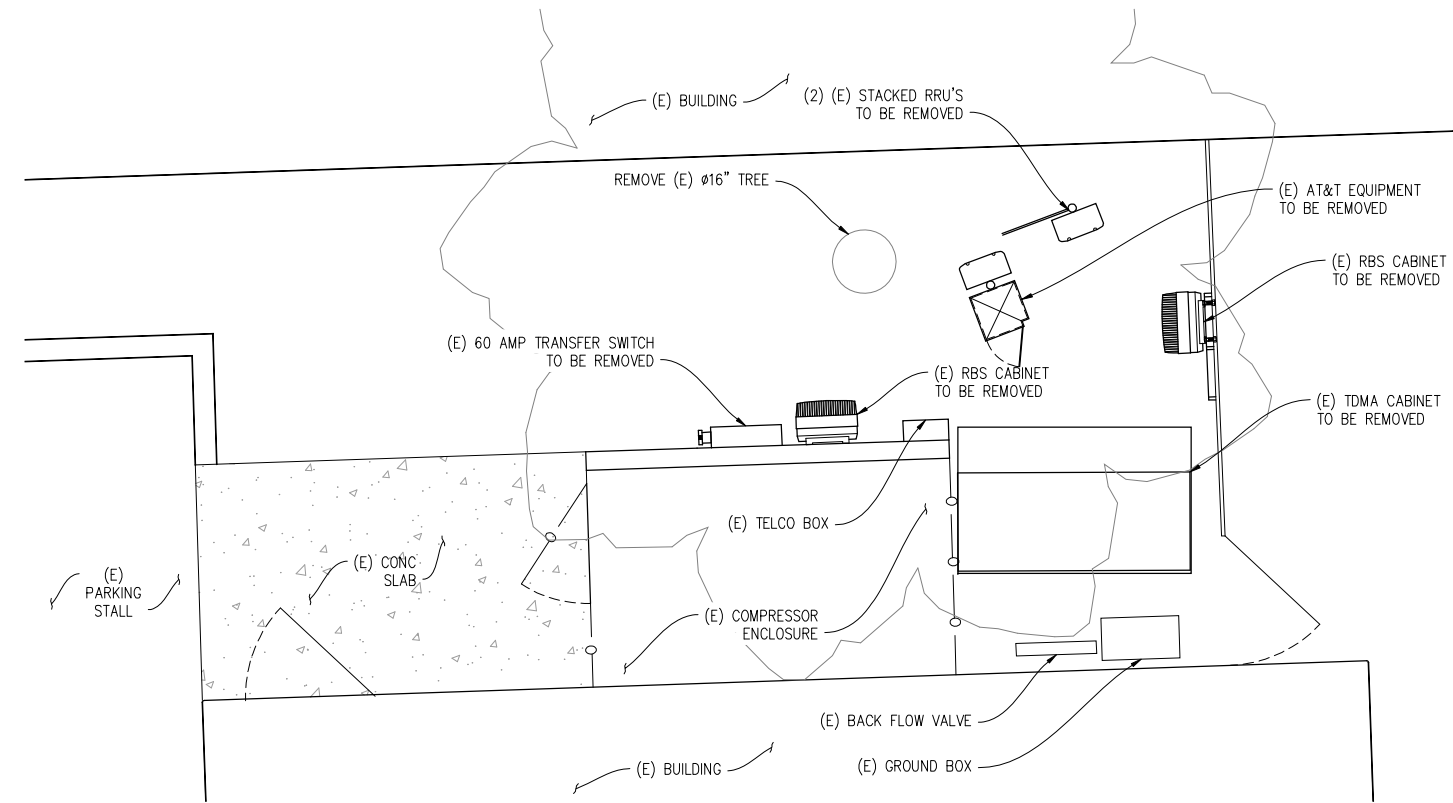 (E) BUILDING
(2) (E) STACKED RRU'S
TO BE REMOVED
REMOVE (E) ø16" TREE
(E) AT&T EQUIPMENT
TO BE REMOVED
(E) RBS CABINET
TO BE REMOVED
(E) 60 AMP TRANSFER SWITCH
TO BE REMOVED
(E) RBS CABINET
TO BE REMOVED
(E) TDMA CABINET
TO BE REMOVED
(E) TELCO BOX
(E) CONC
SLAB
(E)
PARKING
STALL
(E) COMPRESSOR
ENCLOSURE
(E) BACK FLOW VALVE
(E) BUILDING
(E) GROUND BOX